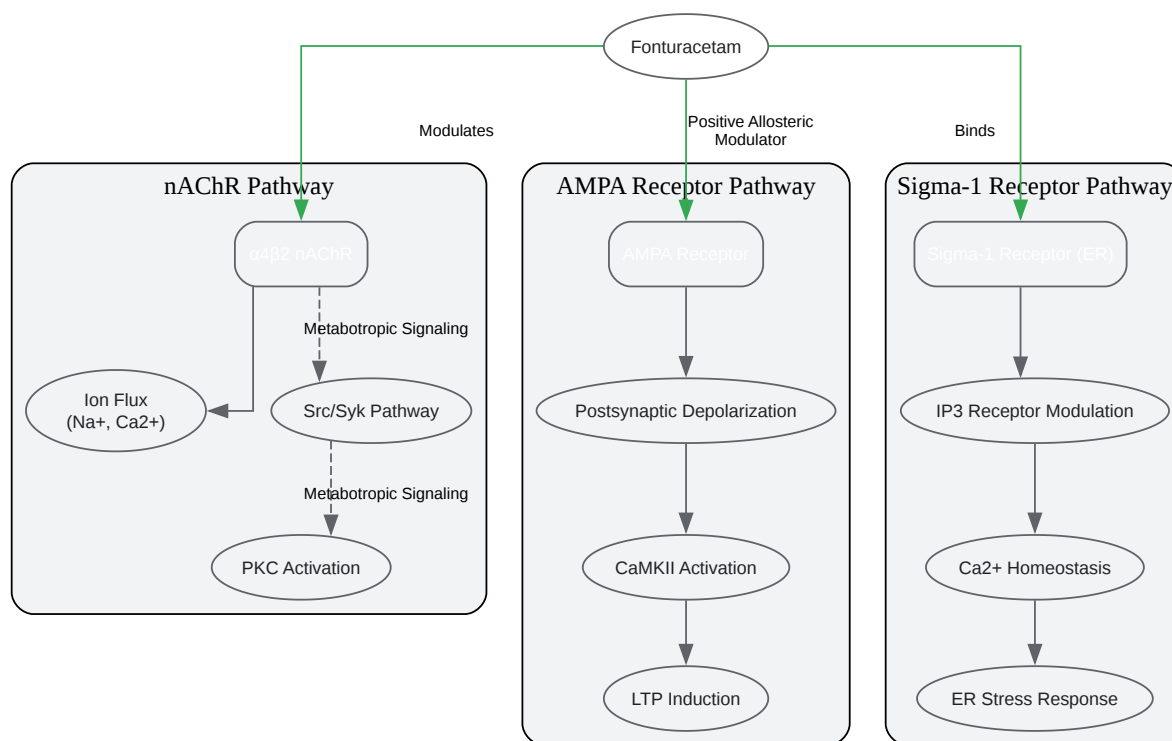 Fonturacetam
Modulates
Positive Allosteric
Modulator
Binds
nAChR Pathway
AMPA Receptor Pathway
Sigma-1 Receptor Pathway
α4β2 nAChR
AMPA Receptor
Sigma-1 Receptor (ER)
Metabotropic Signaling
Ion Flux
(Na+, Ca2+)
Src/Syk Pathway
Postsynaptic Depolarization
IP3 Receptor Modulation
Metabotropic Signaling
PKC Activation
CaMKII Activation
Ca2+ Homeostasis
LTP Induction
ER Stress Response